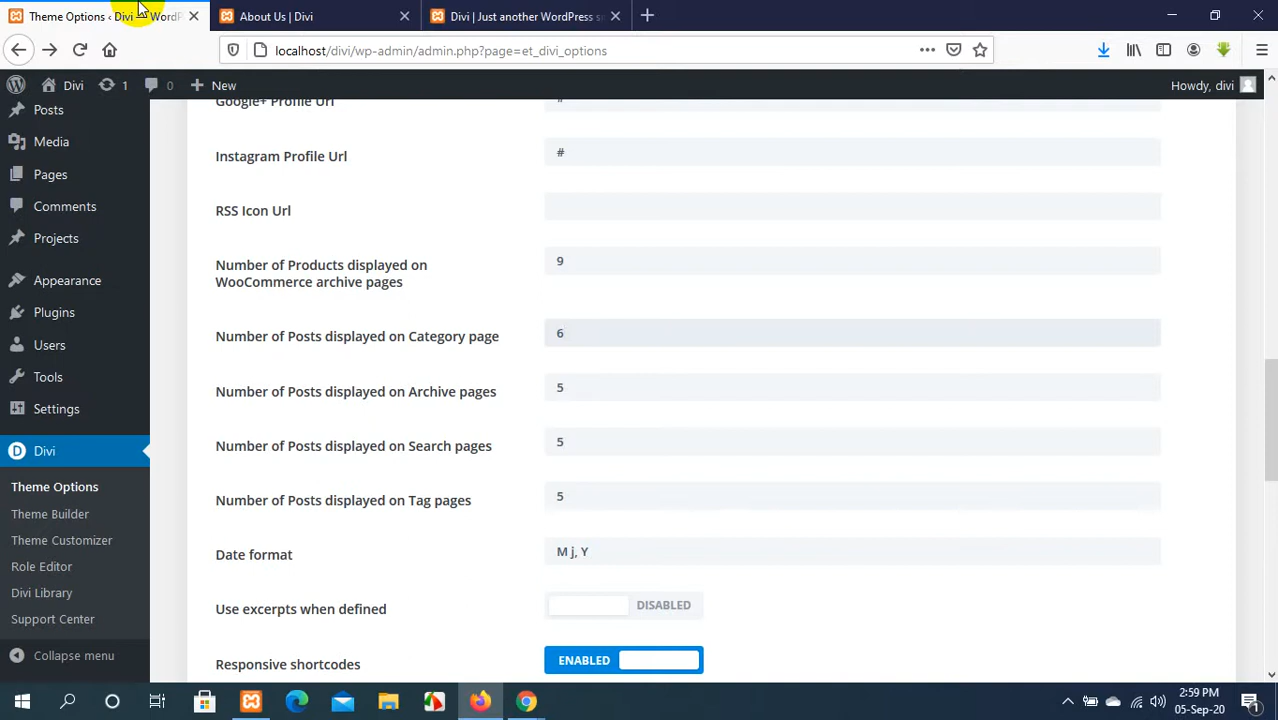 Theme Options ‹ Divi — WordPr
About Us | Divi
Divi | Just another WordPress s
localhost/divi/wp-admin/admin.php?page=et_divi_options
Divi
1
0
New
Howdy, divi
Posts
Media
Pages
Comments
Projects
Appearance
Plugins
Users
Tools
Settings
D
Divi
Theme Options
Theme Builder
Theme Customizer
Role Editor
Divi Library
Support Center
Collapse menu
Google+ Profile Url
Instagram Profile Url
#
RSS Icon Url
Number of Products displayed on
WooCommerce archive pages
9
Number of Posts displayed on Category page
6
Number of Posts displayed on Archive pages
5
Number of Posts displayed on Search pages
5
Number of Posts displayed on Tag pages
5
Date format
M j, Y
Use excerpts when defined
DISABLED
Responsive shortcodes
ENABLED
2:59 PM
05-Sep-20
1